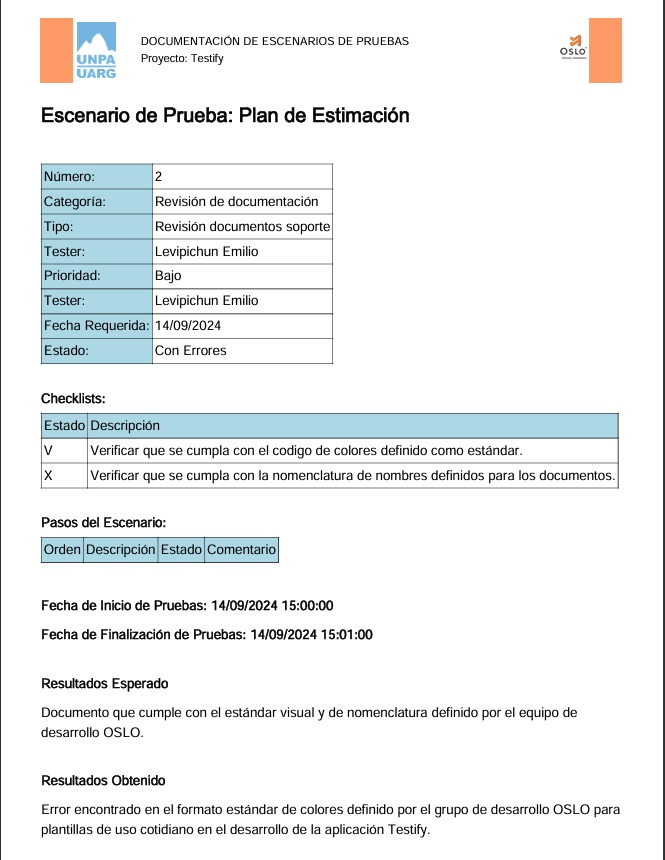 UNPA
UARG
DOCUMENTACIÓN DE ESCENARIOS DE PRUEBAS
Proyecto: Testify
OSLO
Escenario de Prueba: Plan de Estimación
Número: 2
Categoría: Revisión de documentación
Tipo: Revisión documentos soporte
Tester: Levipichun Emilio
Prioridad: Bajo
Tester: Levipichun Emilio
Fecha Requerida: 14/09/2024
Estado: Con Errores
Checklists:
Estado Descripción
V Verificar que se cumpla con el codigo de colores definido como estándar.
X Verificar que se cumpla con la nomenclatura de nombres definidos para los documentos.
Pasos del Escenario:
Orden Descripción Estado Comentario
Fecha de Inicio de Pruebas: 14/09/2024 15:00:00
Fecha de Finalización de Pruebas: 14/09/2024 15:01:00
Resultados Esperado
Documento que cumple con el estándar visual y de nomenclatura definido por el equipo de
desarrollo OSLO.
Resultados Obtenido
Error encontrado en el formato estándar de colores definido por el grupo de desarrollo OSLO para
plantillas de uso cotidiano en el desarrollo de la aplicación Testify.